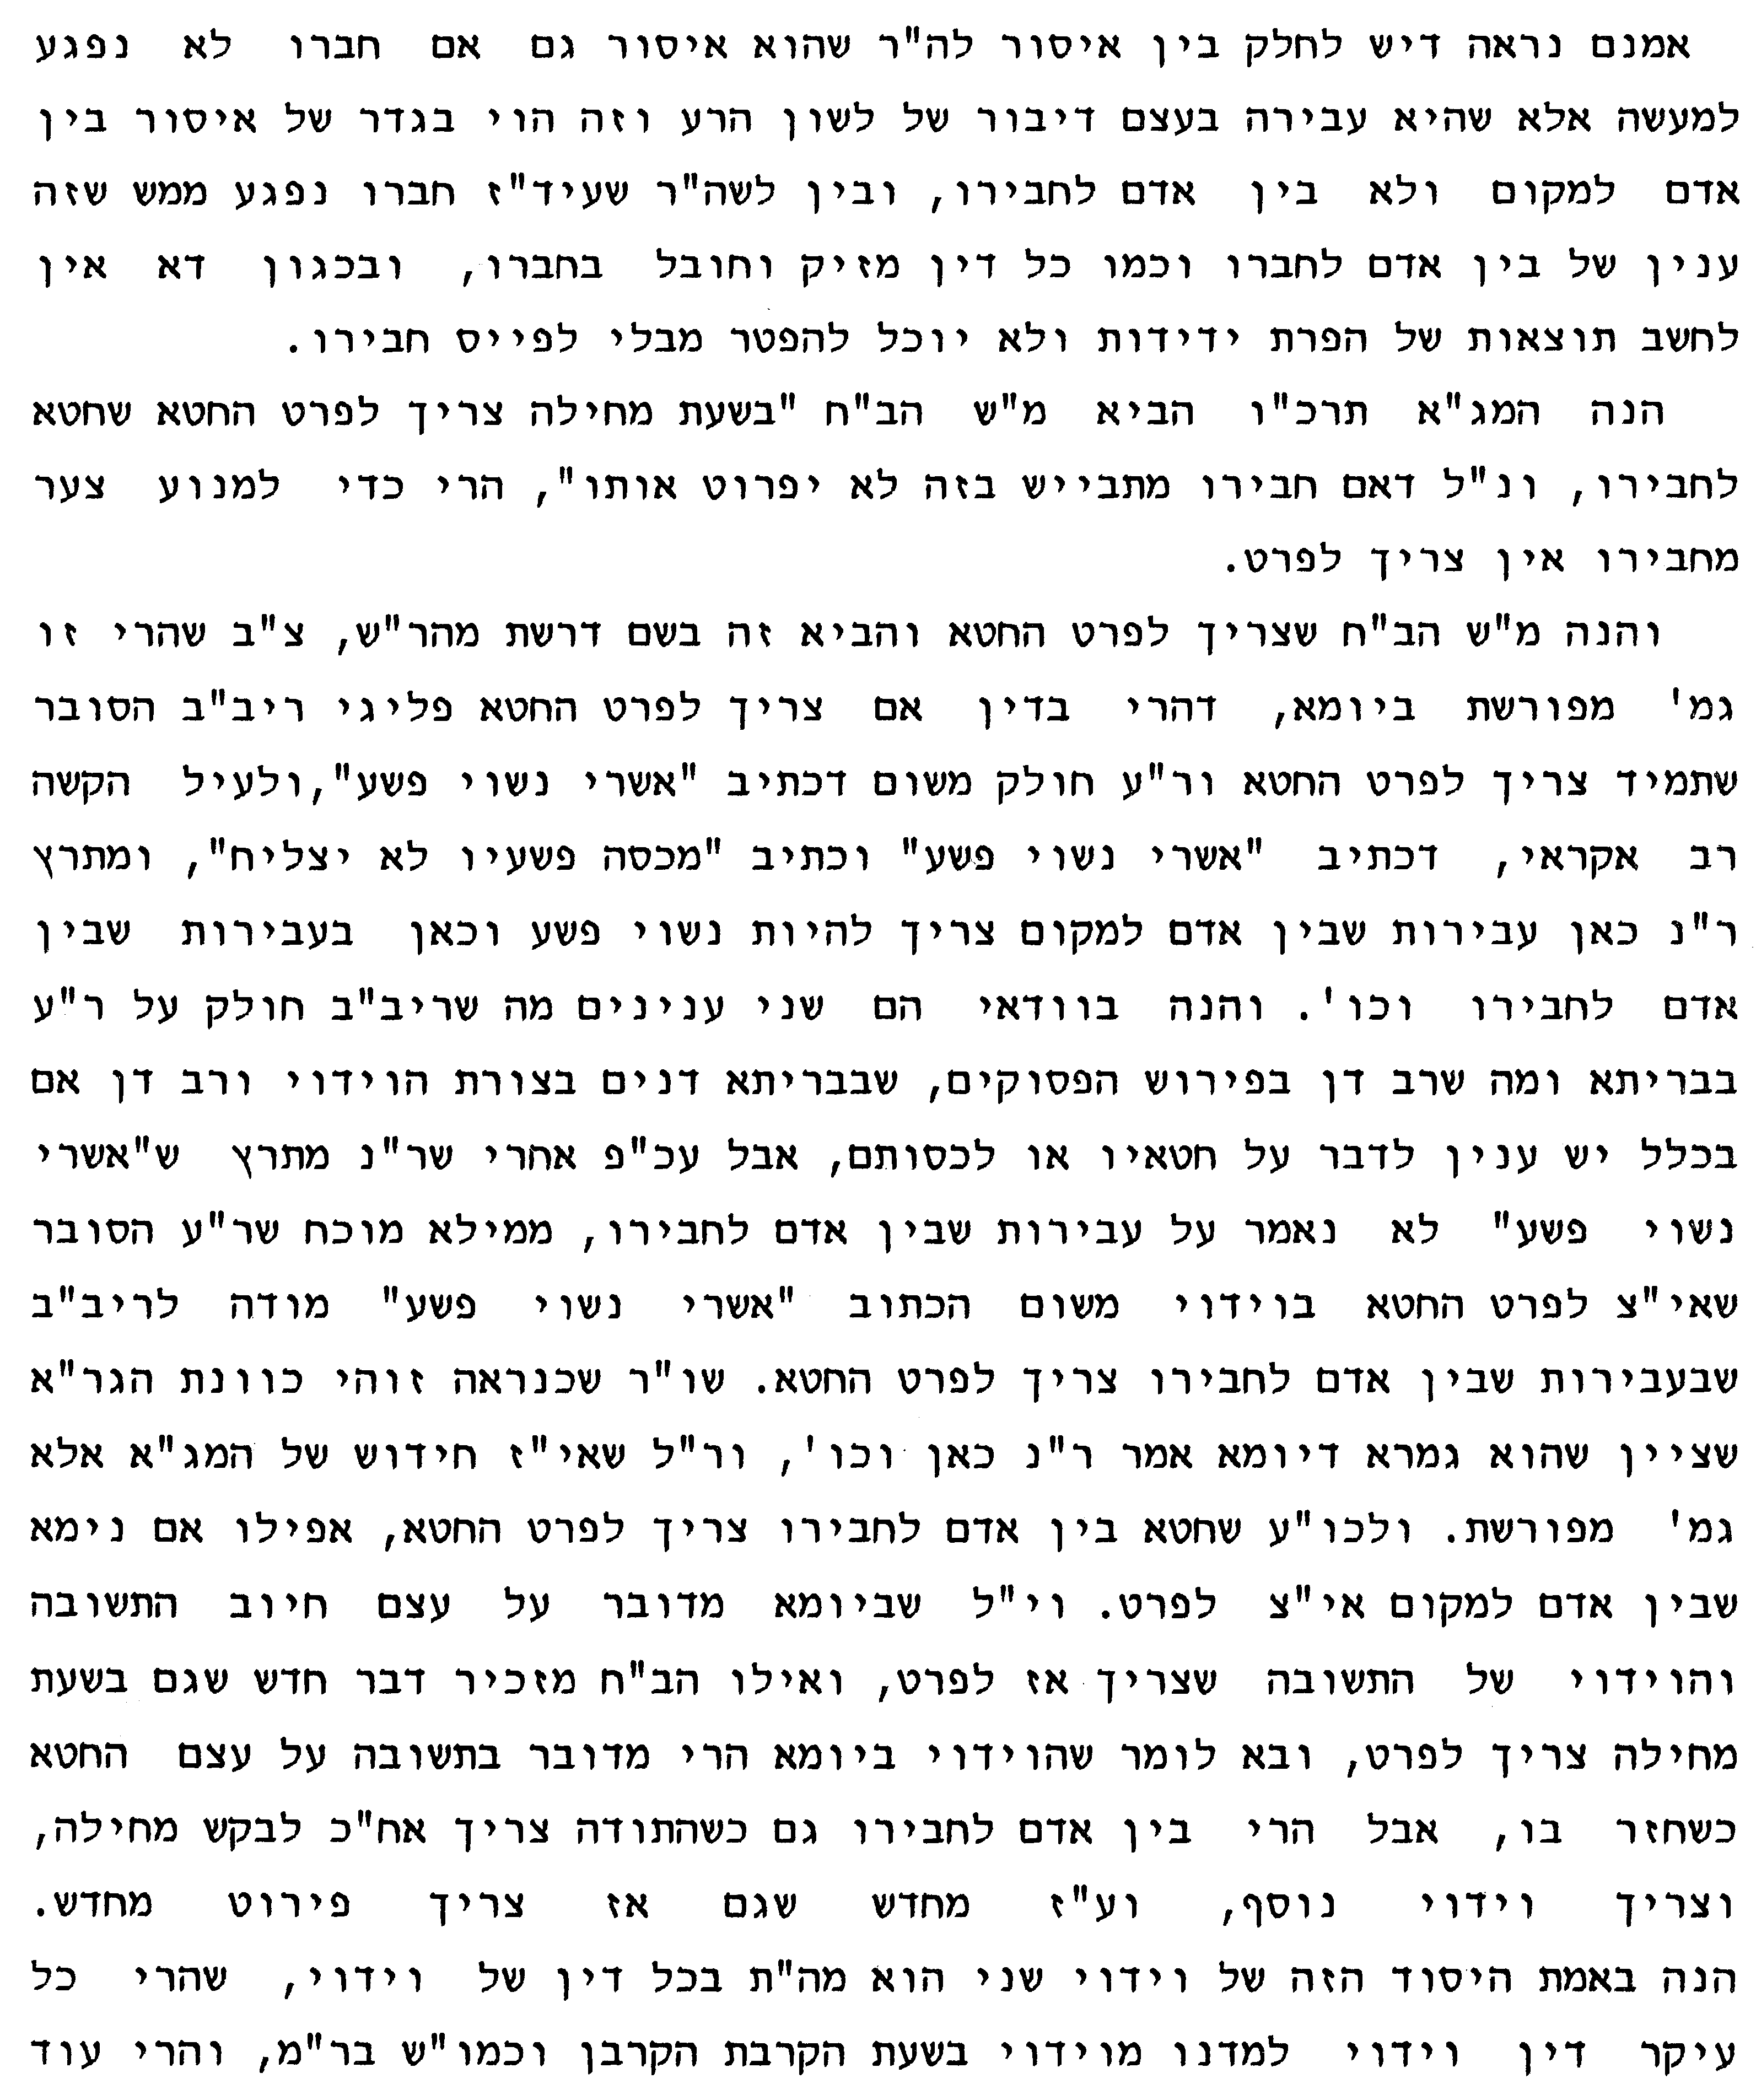 אמנם נראה דיש לחלק בין איסור לה"ר שהוא איסור גם אם חברו לא נפגע
למעשה אלא שהיא עבירה בעצם דיבור של לשון הרע וזה הוי בגדר של איסור בין
אדם למקום ולא בין אדם לחבירו, ובין לשה"ר שעיד"ז חברו נפגע ממש שזה
ענין של בין אדם לחברו וכמו כל דין מזיק וחובל בחברו, ובכגון דא אין
לחשב תוצאות של הפרת ידידות ולא יוכל להפטר מבלי לפייס חבירו.
הנה המג"א תרכ"ו הביא מ"ש הב"ח "בשעת מחילה צריך לפרט החטא שחטא
לחבירו, ונ"ל דאם חבירו מתבייש בזה לא יפרוט אותו", הרי כדי למנוע צער
מחבירו אין צריך לפרט.
והנה מ"ש הב"ח שצריך לפרט החטא והביא זה בשם דרשת מהר"ש, צ"ב שהרי זו
גמ' מפורשת ביומא, דהרי בדין אם צריך לפרט החטא פליגי ריב"ב הסובר
שתמיד צריך לפרט החטא ור"ע חולק משום דכתיב "אשרי נשוי פשע",ולעיל הקשה
רב אקראי, דכתיב "אשרי נשוי פשע" וכתיב "מכסה פשעיו לא יצליח", ומתרץ
ר"נ כאן עבירות שבין אדם למקום צריך להיות נשוי פשע וכאן בעבירות שבין
אדם לחבירו וכו'. והנה בוודאי הם שני ענינים מה שריב"ב חולק על ר"ע
בבריתא ומה שרב דן בפירוש הפסוקים, שבבריתא דנים בצורת הוידוי ורב דן אם
בכלל יש ענין לדבר על חטאיו או לכסותם, אבל עכ"פ אחרי שר"נ מתרץ ש"אשרי
נשוי פשע" לא נאמר על עבירות שבין אדם לחבירו, ממילא מוכח שר"ע הסובר
שאי"צ לפרט החטא בוידוי משום הכתוב "אשרי נשוי פשע" מודה לריב"ב
שבעבירות שבין אדם לחבירו צריך לפרט החטא. שו"ר שכנראה זוהי כוונת הגר"א
שציין שהוא גמרא דיומא אמר ר"נ כאן וכו', ור"ל שאי"ז חידוש של המג"א אלא
גמ' מפורשת. ולכו"ע שחטא בין אדם לחבירו צריך לפרט החטא, אפילו אם נימא
שבין אדם למקום אי"צ לפרט. וי"ל שביומא מדובר על עצם חיוב התשובה
והוידוי של התשובה שצריך אז לפרט, ואילו הב"ח מזכיר דבר חדש שגם בשעת
מחילה צריך לפרט, ובא לומר שהוידוי ביומא הרי מדובר בתשובה על עצם החטא
כשחזר בו, אבל הרי בין אדם לחבירו גם כשהתודה צריך אח"כ לבקש מחילה,
וצריך וידוי נוסף, וע"ז מחדש שגם אז צריך פירוט מחדש.
הנה באמת היסוד הזה של וידוי שני הוא מה"ת בכל דין של וידוי, שהרי כל
עיקר דין וידוי למדנו מוידוי בשעת הקרבת הקרבן וכמו"ש בר"מ, והרי עוד